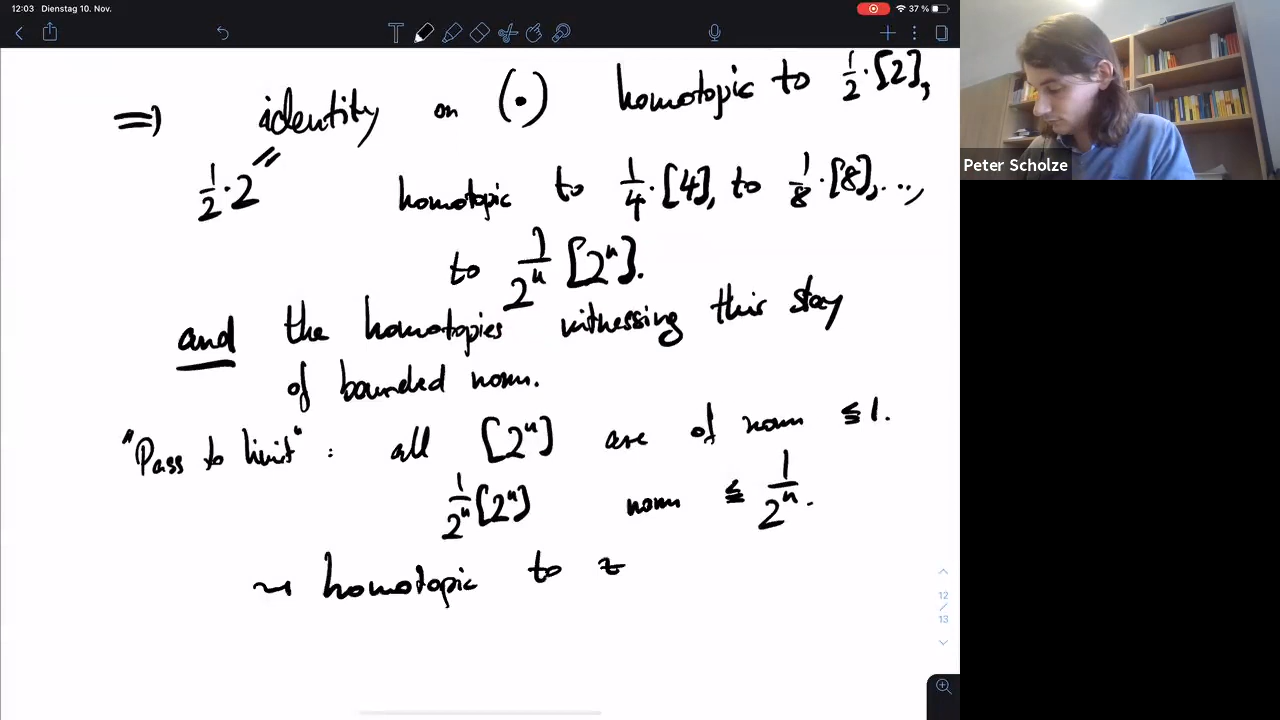 12:03 Dienstag 10. Nov.
37 %
⇒ identity on (•) homotopic to 1/2·[2],
1/2·2 = homotopic to 1/4·[4], to 1/8·[8], ...,
to 1/2ⁿ [2ⁿ].
and the homotopies witnessing this stay
of bounded norm.
"Pass to limit": all [2ⁿ] are of norm ≤ 1.
1/2ⁿ [2ⁿ] norm ≤ 1/2ⁿ.
⇝ homotopic to z
Peter Scholze
12
/
13